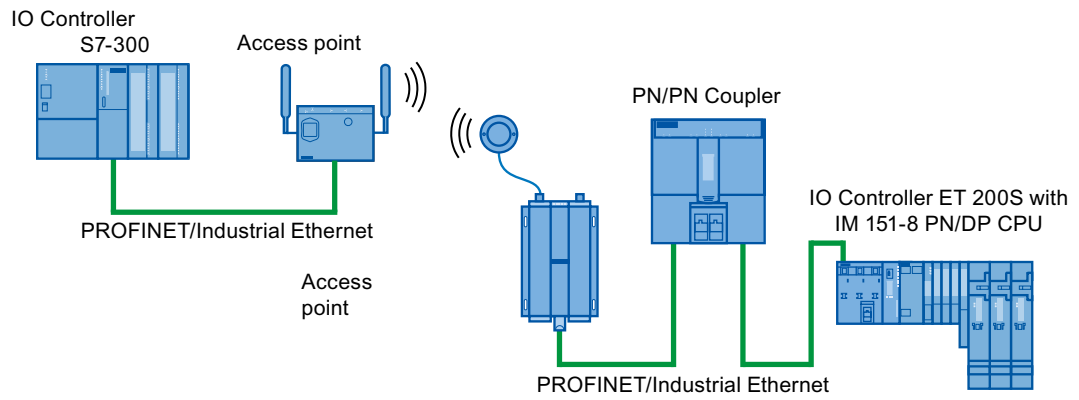 IO Controller
S7-300
Access point
PN/PN Coupler
IO Controller ET 200S with
IM 151-8 PN/DP CPU
PROFINET/Industrial Ethernet
Access
point
PROFINET/Industrial Ethernet